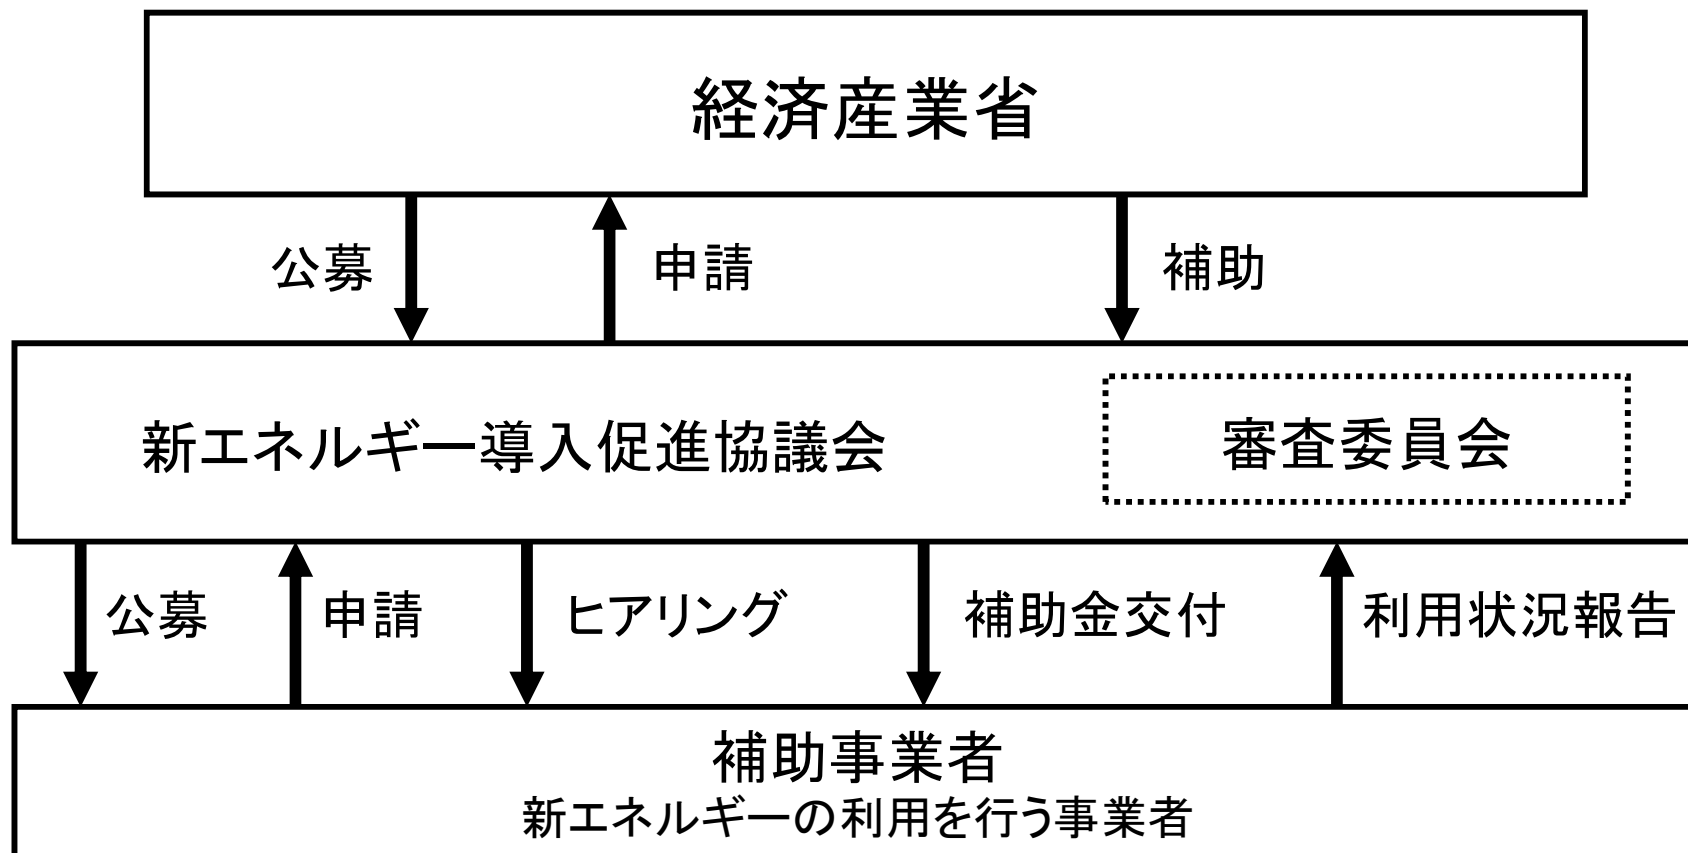 経済産業省
公募
申請
補助
新エネルギー導入促進協議会
審査委員会
公募
申請
ヒアリング
補助金交付
利用状況報告
補助事業者
新エネルギーの利用を行う事業者